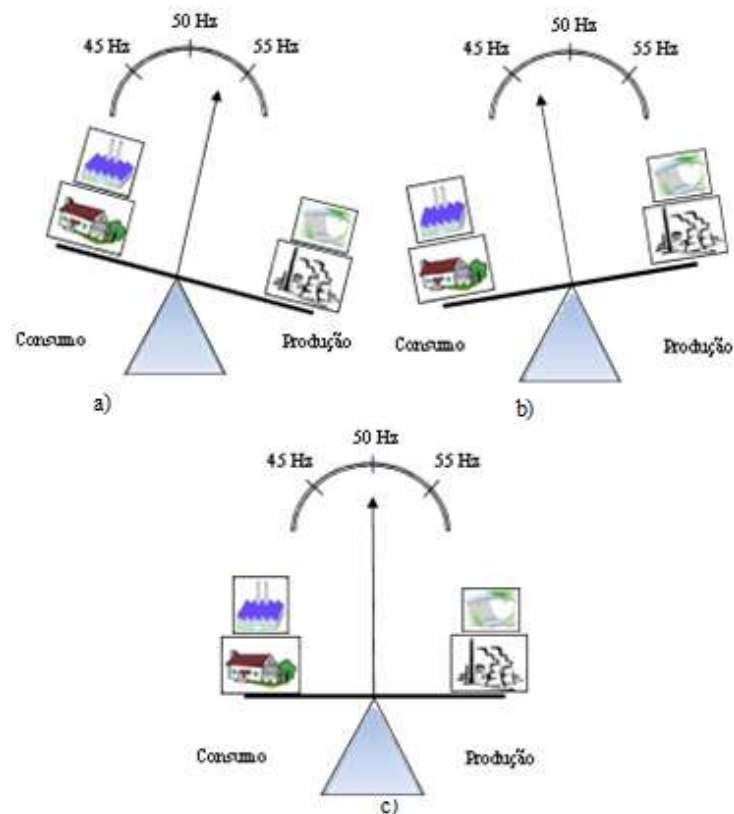 50 Hz
45 Hz
55 Hz
Consumo
Produção
a)
50 Hz
45 Hz
55 Hz
Consumo
Produção
b)
50 Hz
45 Hz
55 Hz
Consumo
Produção
c)